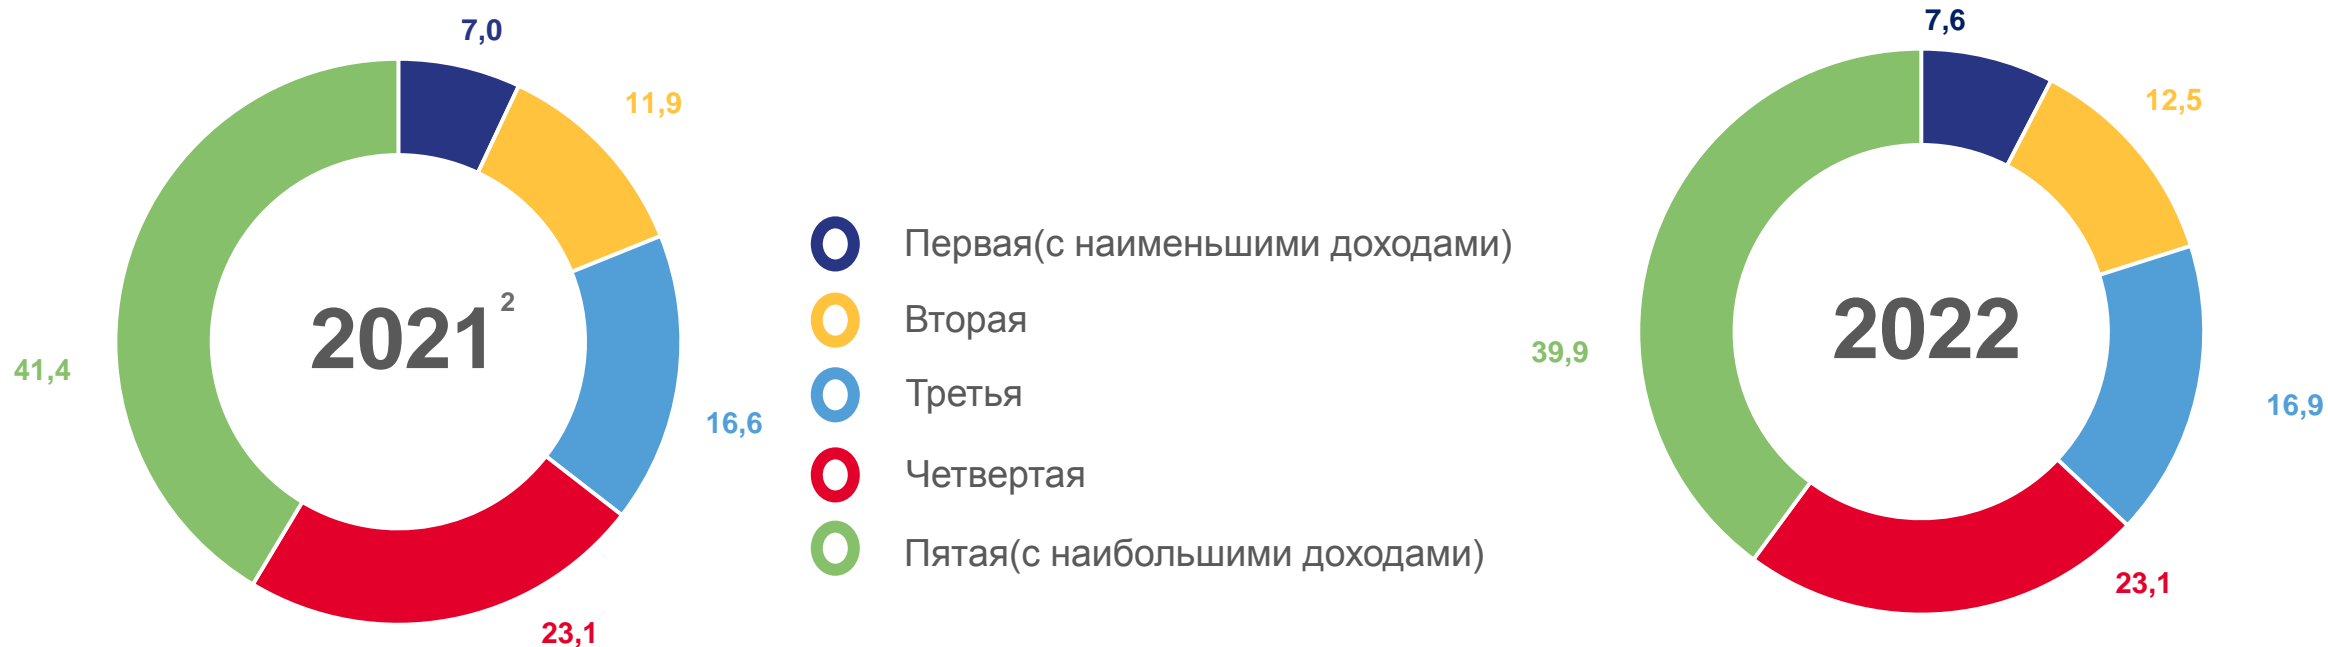 7,0
11,9
2021 2
41,4
16,6
23,1
Первая(с наименьшими доходами)
Вторая
Третья
Четвертая
Пятая(с наибольшими доходами)
7,6
12,5
2022
39,9
16,9
23,1